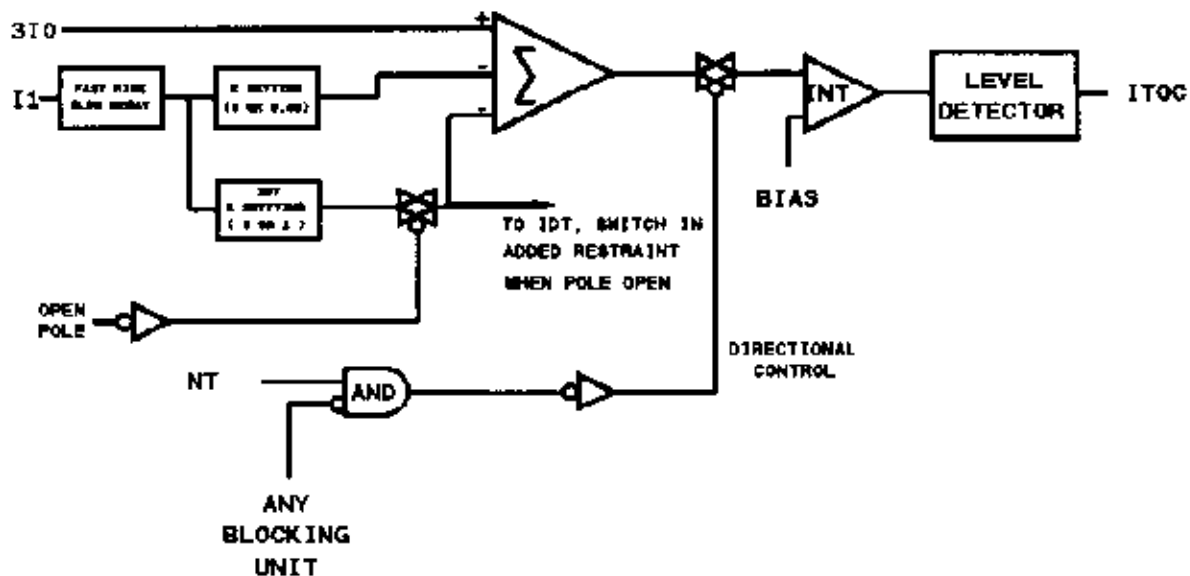 3I0
+
-
-
Σ
I1
FAST RISE
SLOW DECAY
K SETTING
INT
LEVEL
DETECTOR
ITOC
BIAS
K SETTING
TO IDT, SWITCH IN
ADDED RESTRAINT
WHEN POLE OPEN
OPEN
POLE
DIRECTIONAL
CONTROL
NT
AND
ANY
BLOCKING
UNIT